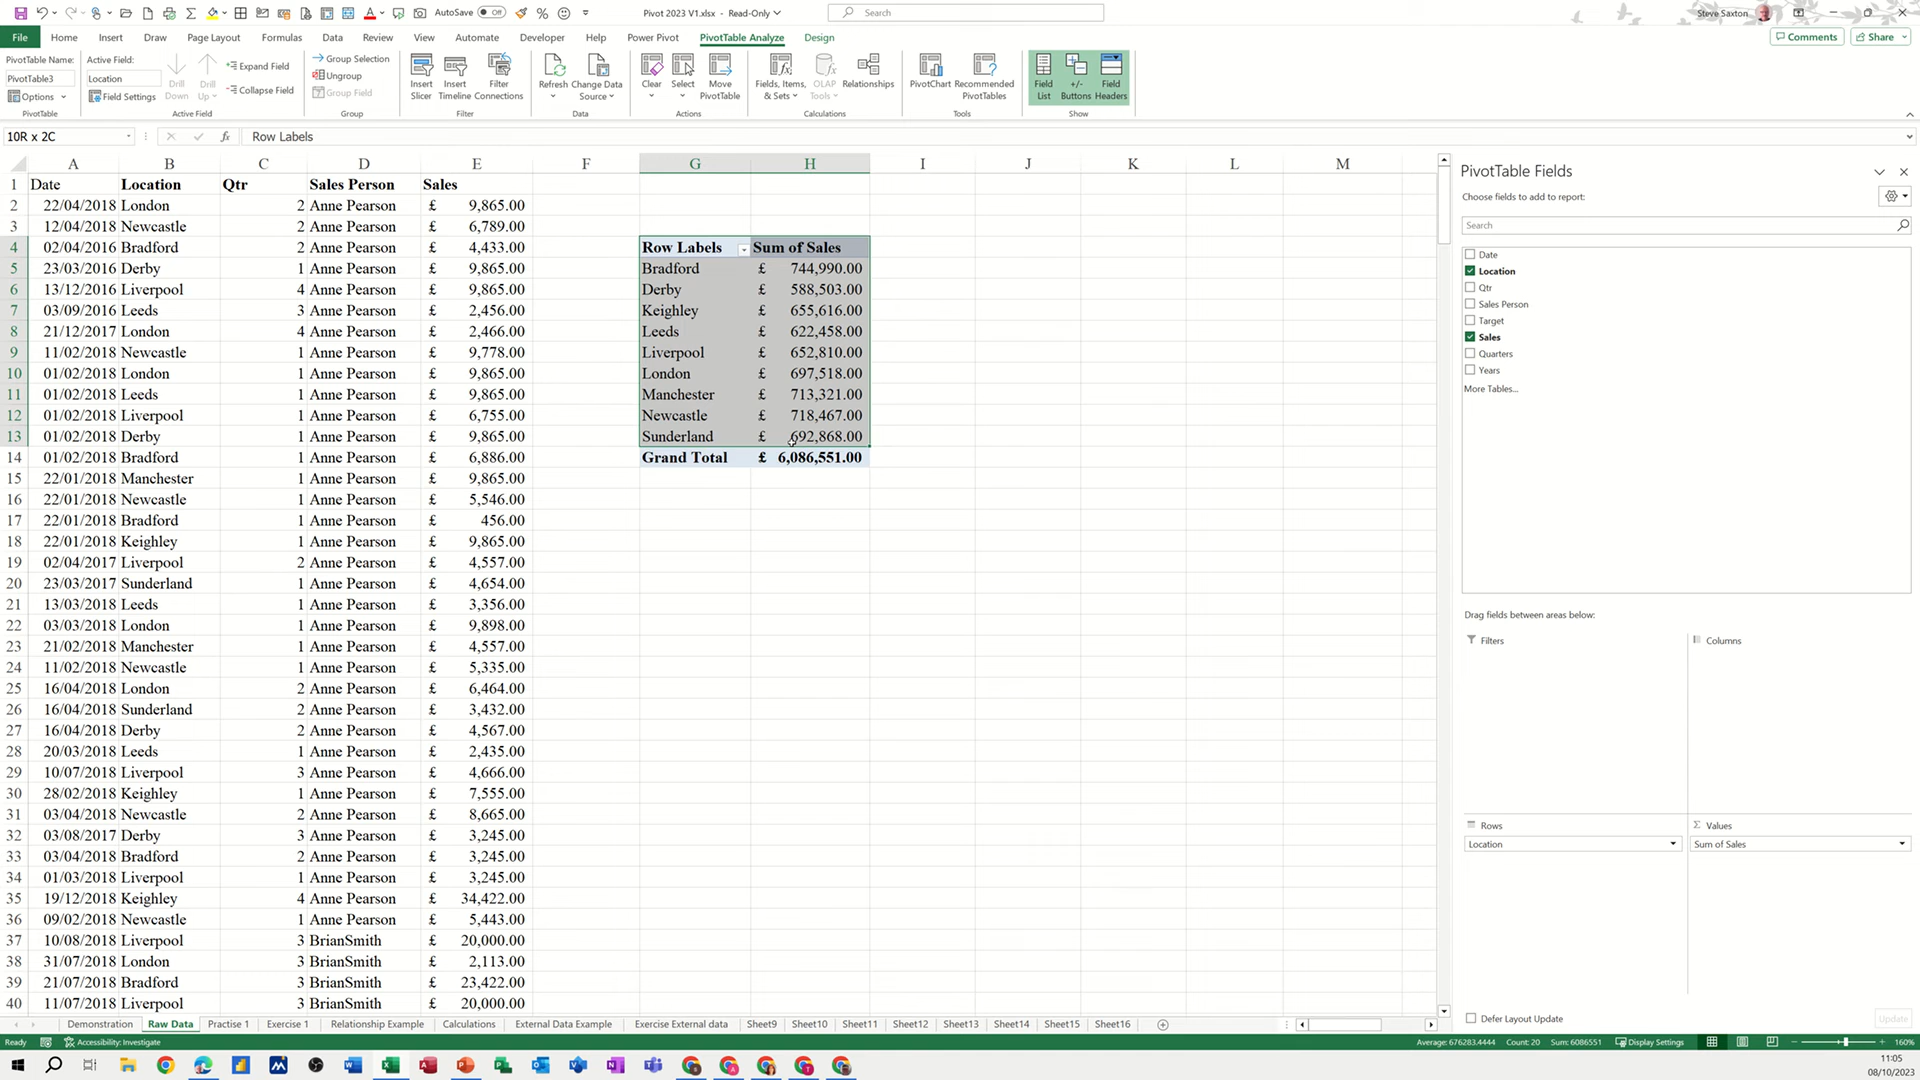 AutoSave Off
Pivot 2023 V1.xlsx - Read-Only
Search
Steve Saxton
File Home Insert Draw Page Layout Formulas Data Review View Automate Developer Help Power Pivot PivotTable Analyze Design
Comments Share
PivotTable Name:
PivotTable3
Options
PivotTable
Active Field:
Location
Field Settings
Drill Down
Drill Up
Expand Field
Collapse Field
Active Field
Group Selection
Ungroup
Group Field
Group
Insert Slicer
Insert Timeline
Filter Connections
Filter
Refresh
Change Data Source
Data
Clear
Select
Move PivotTable
Actions
Fields, Items, & Sets
OLAP Tools
Relationships
Calculations
PivotChart
Recommended PivotTables
Tools
Field List
+/- Buttons
Field Headers
Show
10R x 2C
fx Row Labels
A B C D E F G H I J K L M
1 Date Location Qtr Sales Person Sales
2 22/04/2018 London 2 Anne Pearson £ 9,865.00
3 12/04/2018 Newcastle 2 Anne Pearson £ 6,789.00
4 02/04/2016 Bradford 2 Anne Pearson £ 4,433.00 Row Labels Sum of Sales
5 23/03/2016 Derby 1 Anne Pearson £ 9,865.00 Bradford £ 744,990.00
6 13/12/2016 Liverpool 4 Anne Pearson £ 9,865.00 Derby £ 588,503.00
7 03/09/2016 Leeds 3 Anne Pearson £ 2,456.00 Keighley £ 655,616.00
8 21/12/2017 London 4 Anne Pearson £ 2,466.00 Leeds £ 622,458.00
9 11/02/2018 Newcastle 1 Anne Pearson £ 9,778.00 Liverpool £ 652,810.00
10 01/02/2018 London 1 Anne Pearson £ 9,865.00 London £ 697,518.00
11 01/02/2018 Leeds 1 Anne Pearson £ 9,865.00 Manchester £ 713,321.00
12 01/02/2018 Liverpool 1 Anne Pearson £ 6,755.00 Newcastle £ 718,467.00
13 01/02/2018 Derby 1 Anne Pearson £ 9,865.00 Sunderland £ 692,868.00
14 01/02/2018 Bradford 1 Anne Pearson £ 6,886.00 Grand Total £ 6,086,551.00
15 22/01/2018 Manchester 1 Anne Pearson £ 9,865.00
16 22/01/2018 Newcastle 1 Anne Pearson £ 5,546.00
17 22/01/2018 Bradford 1 Anne Pearson £ 456.00
18 22/01/2018 Keighley 1 Anne Pearson £ 9,865.00
19 02/04/2017 Liverpool 2 Anne Pearson £ 4,557.00
20 23/03/2017 Sunderland 1 Anne Pearson £ 4,654.00
21 13/03/2018 Leeds 1 Anne Pearson £ 3,356.00
22 03/03/2018 London 1 Anne Pearson £ 9,898.00
23 21/02/2018 Manchester 1 Anne Pearson £ 4,557.00
24 11/02/2018 Newcastle 1 Anne Pearson £ 5,335.00
25 16/04/2018 London 2 Anne Pearson £ 6,464.00
26 16/04/2018 Sunderland 2 Anne Pearson £ 3,432.00
27 16/04/2018 Derby 2 Anne Pearson £ 4,567.00
28 20/03/2018 Leeds 1 Anne Pearson £ 2,435.00
29 10/07/2018 Liverpool 3 Anne Pearson £ 4,666.00
30 28/02/2018 Keighley 1 Anne Pearson £ 7,555.00
31 03/04/2018 Newcastle 2 Anne Pearson £ 8,665.00
32 03/08/2017 Derby 3 Anne Pearson £ 3,245.00
33 03/04/2018 Bradford 2 Anne Pearson £ 3,245.00
34 01/03/2018 Liverpool 1 Anne Pearson £ 3,245.00
35 19/12/2018 Keighley 4 Anne Pearson £ 34,422.00
36 09/02/2018 Newcastle 1 Anne Pearson £ 5,443.00
37 10/08/2018 Liverpool 3 BrianSmith £ 20,000.00
38 31/07/2018 London 3 BrianSmith £ 2,113.00
39 21/07/2018 Bradford 3 BrianSmith £ 23,422.00
40 11/07/2018 Liverpool 3 BrianSmith £ 20,000.00
PivotTable Fields
Choose fields to add to report:
Search
Date
Location
Qtr
Sales Person
Target
Sales
Quarters
Years
More Tables...
Drag fields between areas below:
Filters Columns
Rows Σ Values
Location Sum of Sales
Defer Layout Update Update
Demonstration Raw Data Practise 1 Exercise 1 Relationship Example Calculations External Data Example Exercise External data Sheet9 Sheet10 Sheet11 Sheet12 Sheet13 Sheet14 Sheet15 Sheet16
Ready Accessibility: Investigate Average: 676283.4444 Count: 20 Sum: 6086551 Display Settings 160%
11:05
08/10/2023